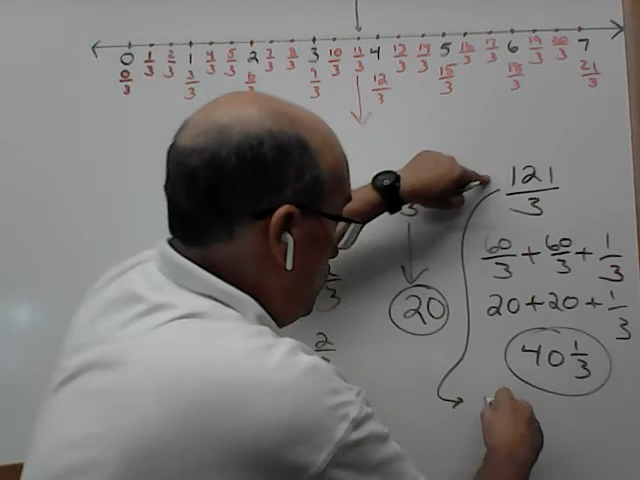 0 1/3 2/3 1 4/3 5/3 2 7/3 8/3 3 10/3 11/3 4 13/3 14/3 5 16/3 17/3 6 19/3 20/3 7
0/3 3/3 6/3 9/3 12/3 15/3 18/3 21/3
121/3
60/3 + 60/3 + 1/3
20 20 + 20 + 1/3
40 1/3